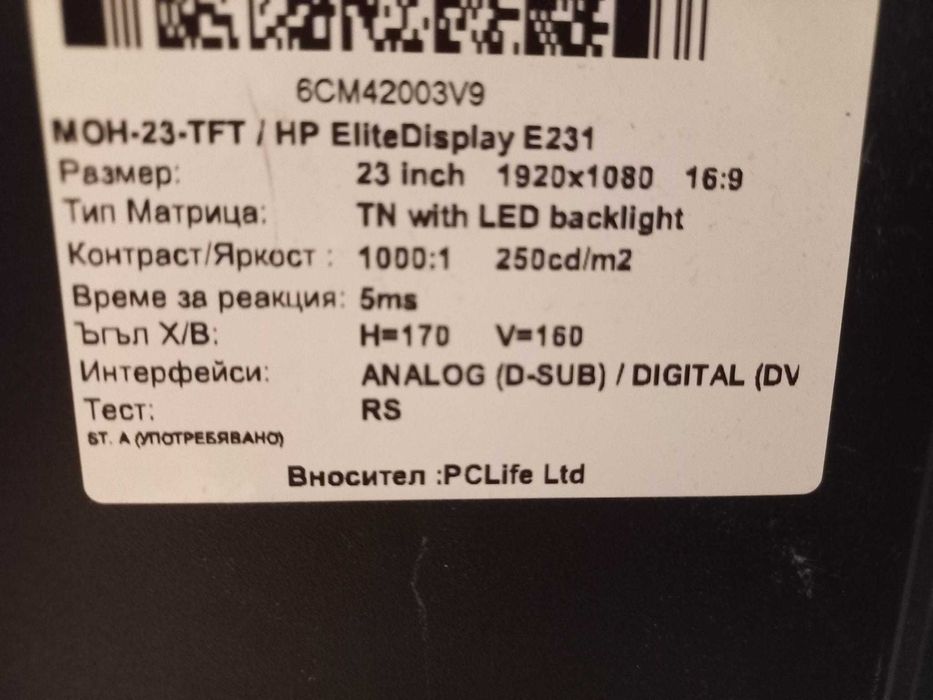 6CM42003V9
МОН-23-TFT / HP EliteDisplay E231
Размер: 23 inch 1920x1080 16:9
Тип Матрица: TN with LED backlight
Контраст/Яркост : 1000:1 250cd/m2
Време за реакция: 5ms
Ъгъл Х/В: H=170 V=160
Интерфейси: ANALOG (D-SUB) / DIGITAL (DV
Тест: RS
БТ. А (УПОТРЕБЯВАНО)
Вносител :PCLife Ltd